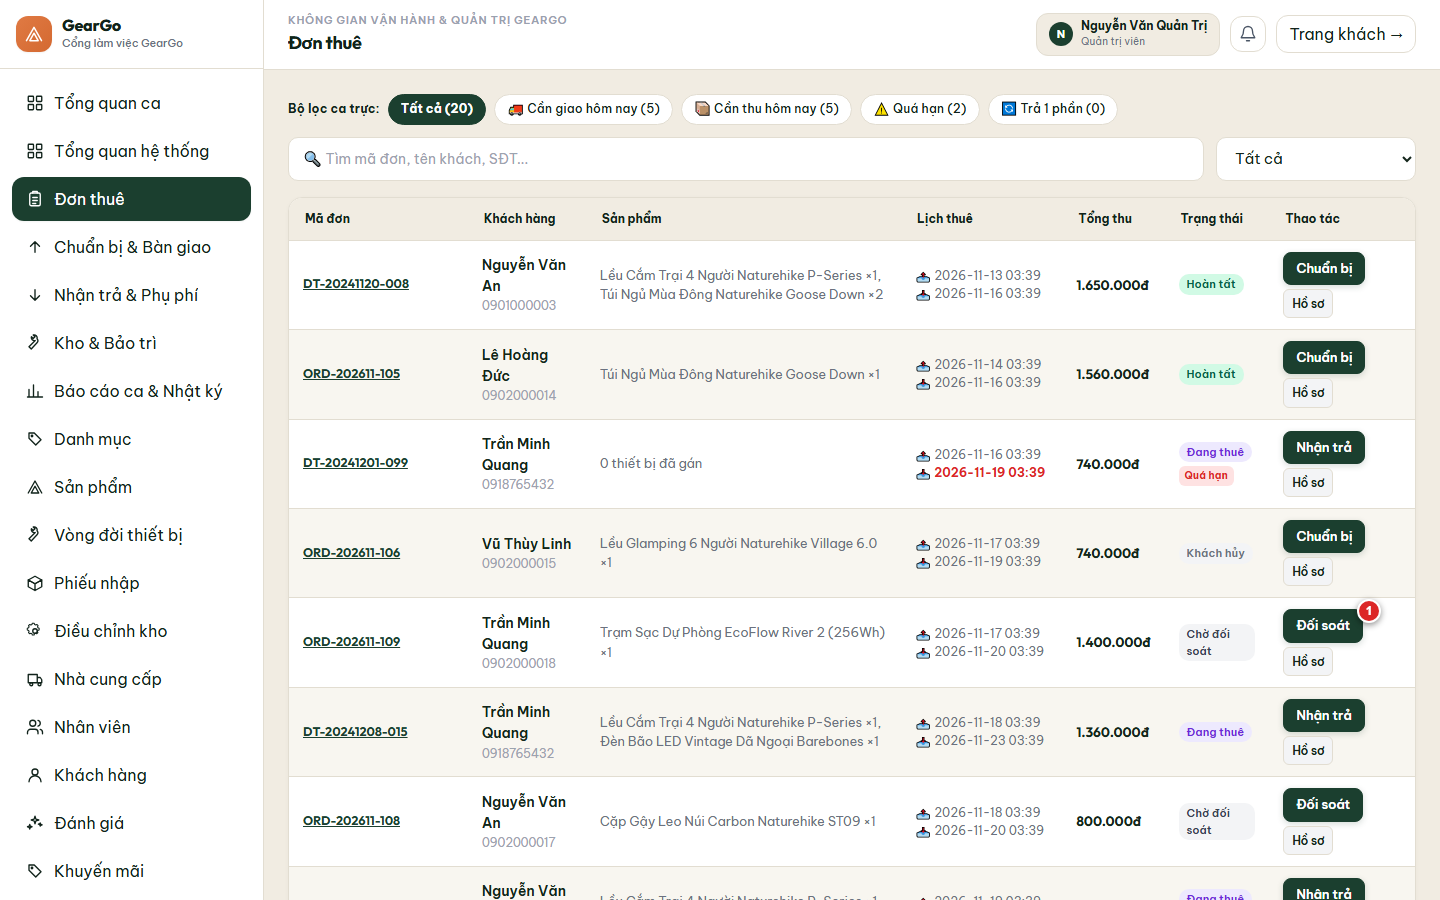 GearGo
Cổng làm việc GearGo
KHÔNG GIAN VẬN HÀNH & QUẢN TRỊ GEARGO
Đơn thuê
N
Nguyễn Văn Quản Trị
Quản trị viên
Trang khách →
Tổng quan ca
Tổng quan hệ thống
Đơn thuê
Chuẩn bị & Bàn giao
Nhận trả & Phụ phí
Kho & Bảo trì
Báo cáo ca & Nhật ký
Danh mục
Sản phẩm
Vòng đời thiết bị
Phiếu nhập
Điều chỉnh kho
Nhà cung cấp
Nhân viên
Khách hàng
Đánh giá
Khuyến mãi
Bộ lọc ca trực: Tất cả (20) 🚚 Cần giao hôm nay (5) 📦 Cần thu hôm nay (5) ⚠️ Quá hạn (2) 🔄 Trả 1 phần (0)
🔍 Tìm mã đơn, tên khách, SĐT... Tất cả
Mã đơn Khách hàng Sản phẩm Lịch thuê Tổng thu Trạng thái Thao tác
DT-20241120-008
Nguyễn Văn
An
0901000003
Lều Cắm Trại 4 Người Naturehike P-Series ×1,
Túi Ngủ Mùa Đông Naturehike Goose Down ×2
📤 2026-11-13 03:39
📥 2026-11-16 03:39
1.650.000đ
Hoàn tất
Chuẩn bị
Hồ sơ
ORD-202611-105
Lê Hoàng
Đức
0902000014
Túi Ngủ Mùa Đông Naturehike Goose Down ×1
📤 2026-11-14 03:39
📥 2026-11-16 03:39
1.560.000đ
Hoàn tất
Chuẩn bị
Hồ sơ
DT-20241201-099
Trần Minh
Quang
0918765432
0 thiết bị đã gán
📤 2026-11-16 03:39
📥 2026-11-19 03:39
740.000đ
Đang thuê
Quá hạn
Nhận trả
Hồ sơ
ORD-202611-106
Vũ Thùy Linh
0902000015
Lều Glamping 6 Người Naturehike Village 6.0
×1
📤 2026-11-17 03:39
📥 2026-11-19 03:39
740.000đ
Khách hủy
Chuẩn bị
Hồ sơ
ORD-202611-109
Trần Minh
Quang
0902000018
Trạm Sạc Dự Phòng EcoFlow River 2 (256Wh)
×1
📤 2026-11-17 03:39
📥 2026-11-20 03:39
1.400.000đ
Chờ đối
soát
Đối soát
1
Hồ sơ
DT-20241208-015
Trần Minh
Quang
0918765432
Lều Cắm Trại 4 Người Naturehike P-Series ×1,
Đèn Bão LED Vintage Dã Ngoại Barebones ×1
📤 2026-11-18 03:39
📥 2026-11-23 03:39
1.360.000đ
Đang thuê
Nhận trả
Hồ sơ
ORD-202611-108
Nguyễn Văn
An
0902000017
Cặp Gậy Leo Núi Carbon Naturehike ST09 ×1
📤 2026-11-18 03:39
📥 2026-11-20 03:39
800.000đ
Chờ đối
soát
Đối soát
Hồ sơ
Nguyễn Văn
Lều Cắm Trại 4 Người Naturehike P-Series ×1
📤 2026-11-19 03:39
Đang thuê
Nhận trả